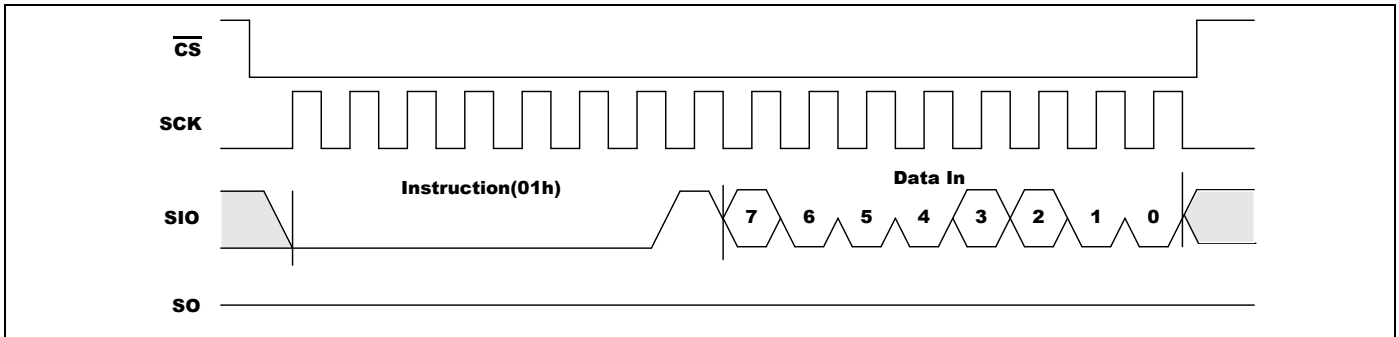 CS
SCK
Instruction(01h)
Data In
SIO
7 6 5 4 3 2 1 0
SO